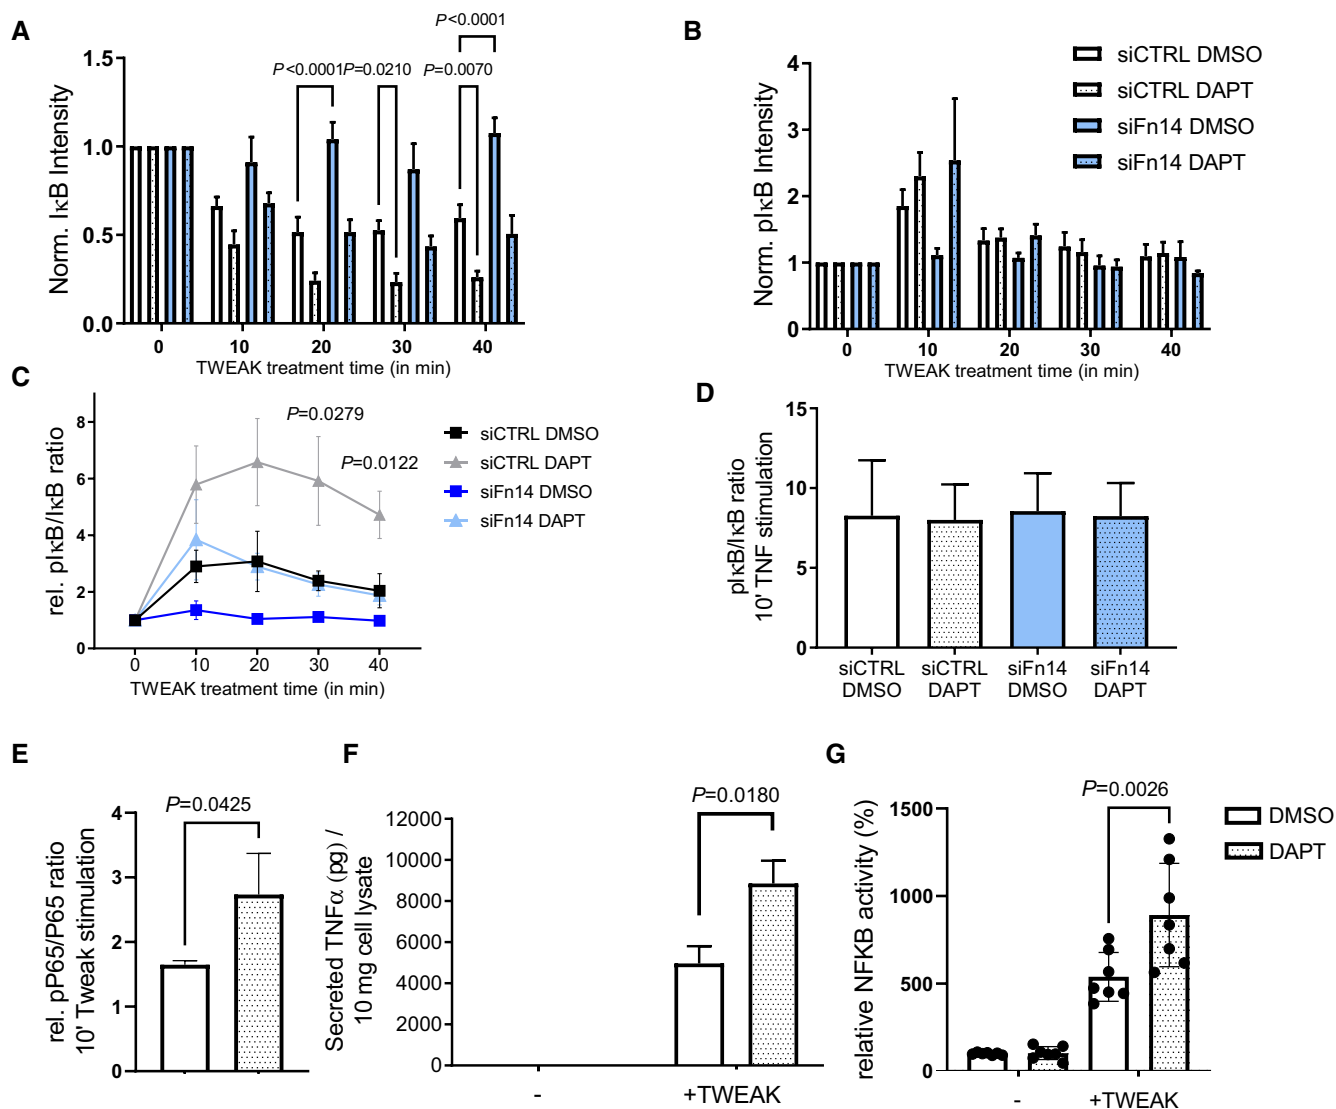 A
P<0.0001
P<0.0001 P=0.0210 P=0.0070
1.5
1.0
0.5
0.0
Norm. IκB Intensity
0 10 20 30 40
TWEAK treatment time (in min)
B
4
3
2
1
0
Norm. pIκB Intensity
0 10 20 30 40
TWEAK treatment time (in min)
siCTRL DMSO
siCTRL DAPT
siFn14 DMSO
siFn14 DAPT
C
8
6
4
2
0
rel. pIκB/IκB ratio
P=0.0279
P=0.0122
0 10 20 30 40
TWEAK treatment time (in min)
siCTRL DMSO
siCTRL DAPT
siFn14 DMSO
siFn14 DAPT
D
15
10
5
0
pIκB/IκB ratio
10' TNF stimulation
siCTRL DMSO
siCTRL DAPT
siFn14 DMSO
siFn14 DAPT
E
P=0.0425
4
3
2
1
0
rel. pP65/P65 ratio
10' Tweak stimulation
F
P=0.0180
12000
10000
8000
6000
4000
2000
0
Secreted TNFα (pg) /
10 mg cell lysate
- +TWEAK
G
P=0.0026
1500
1000
500
0
relative NFKB activity (%)
- +TWEAK
DMSO
DAPT